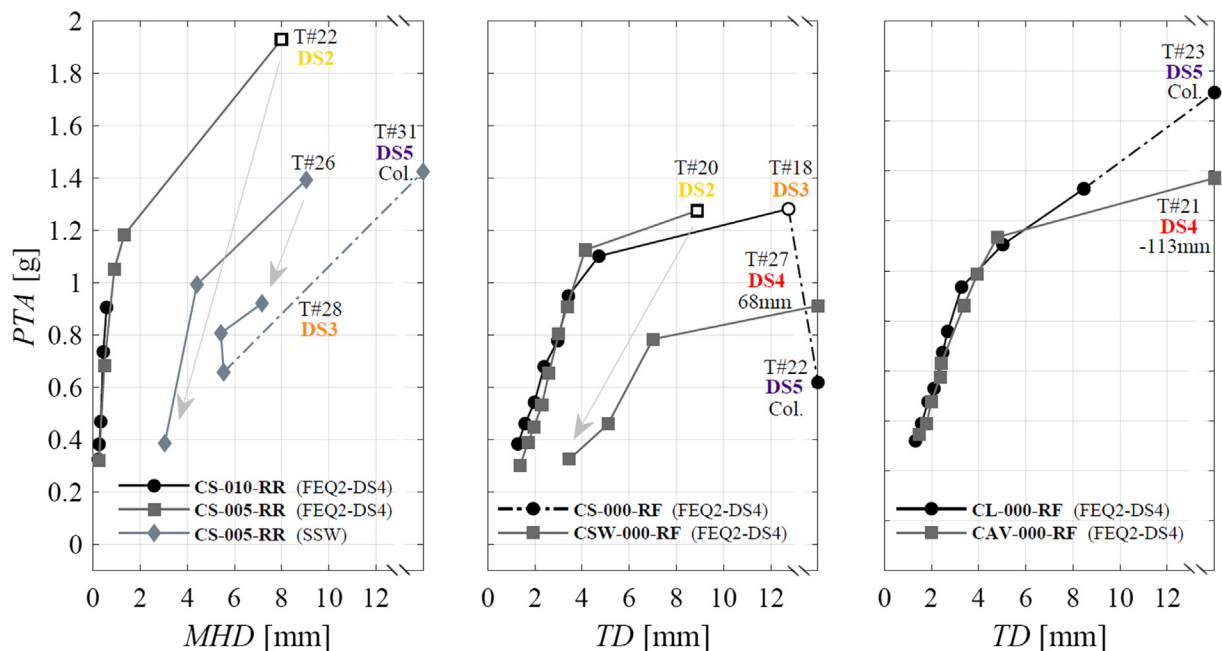 2
1.8
1.6
1.4
1.2
1
0.8
0.6
0.4
0.2
0
PTA [g]
T#22
DS2
T#31
DS5
Col.
T#26
T#28
DS3
CS-010-RR (FEQ2-DS4)
CS-005-RR (FEQ2-DS4)
CS-005-RR (SSW)
0 2 4 6 8 10 12
MHD [mm]
T#20
DS2
T#18
DS3
T#27
DS4
68mm
T#22
DS5
Col.
CS-000-RF (FEQ2-DS4)
CSW-000-RF (FEQ2-DS4)
0 2 4 6 8 10 12
TD [mm]
T#23
DS5
Col.
T#21
DS4
-113mm
CL-000-RF (FEQ2-DS4)
CAV-000-RF (FEQ2-DS4)
0 2 4 6 8 10 12
TD [mm]